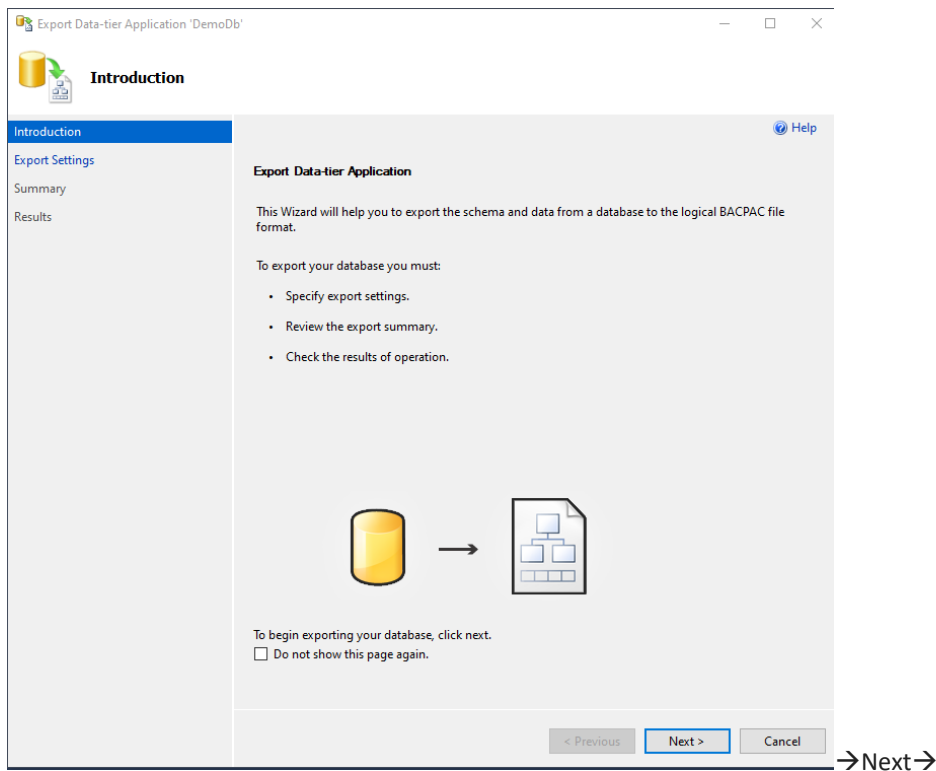 Export Data-tier Application 'DemoDb'
Introduction
Introduction
Export Settings
Summary
Results
Help
Export Data-tier Application
This Wizard will help you to export the schema and data from a database to the logical BACPAC file
format.
To export your database you must:
• Specify export settings.
• Review the export summary.
• Check the results of operation.
To begin exporting your database, click next.
Do not show this page again.
< Previous
Next >
Cancel
→Next→